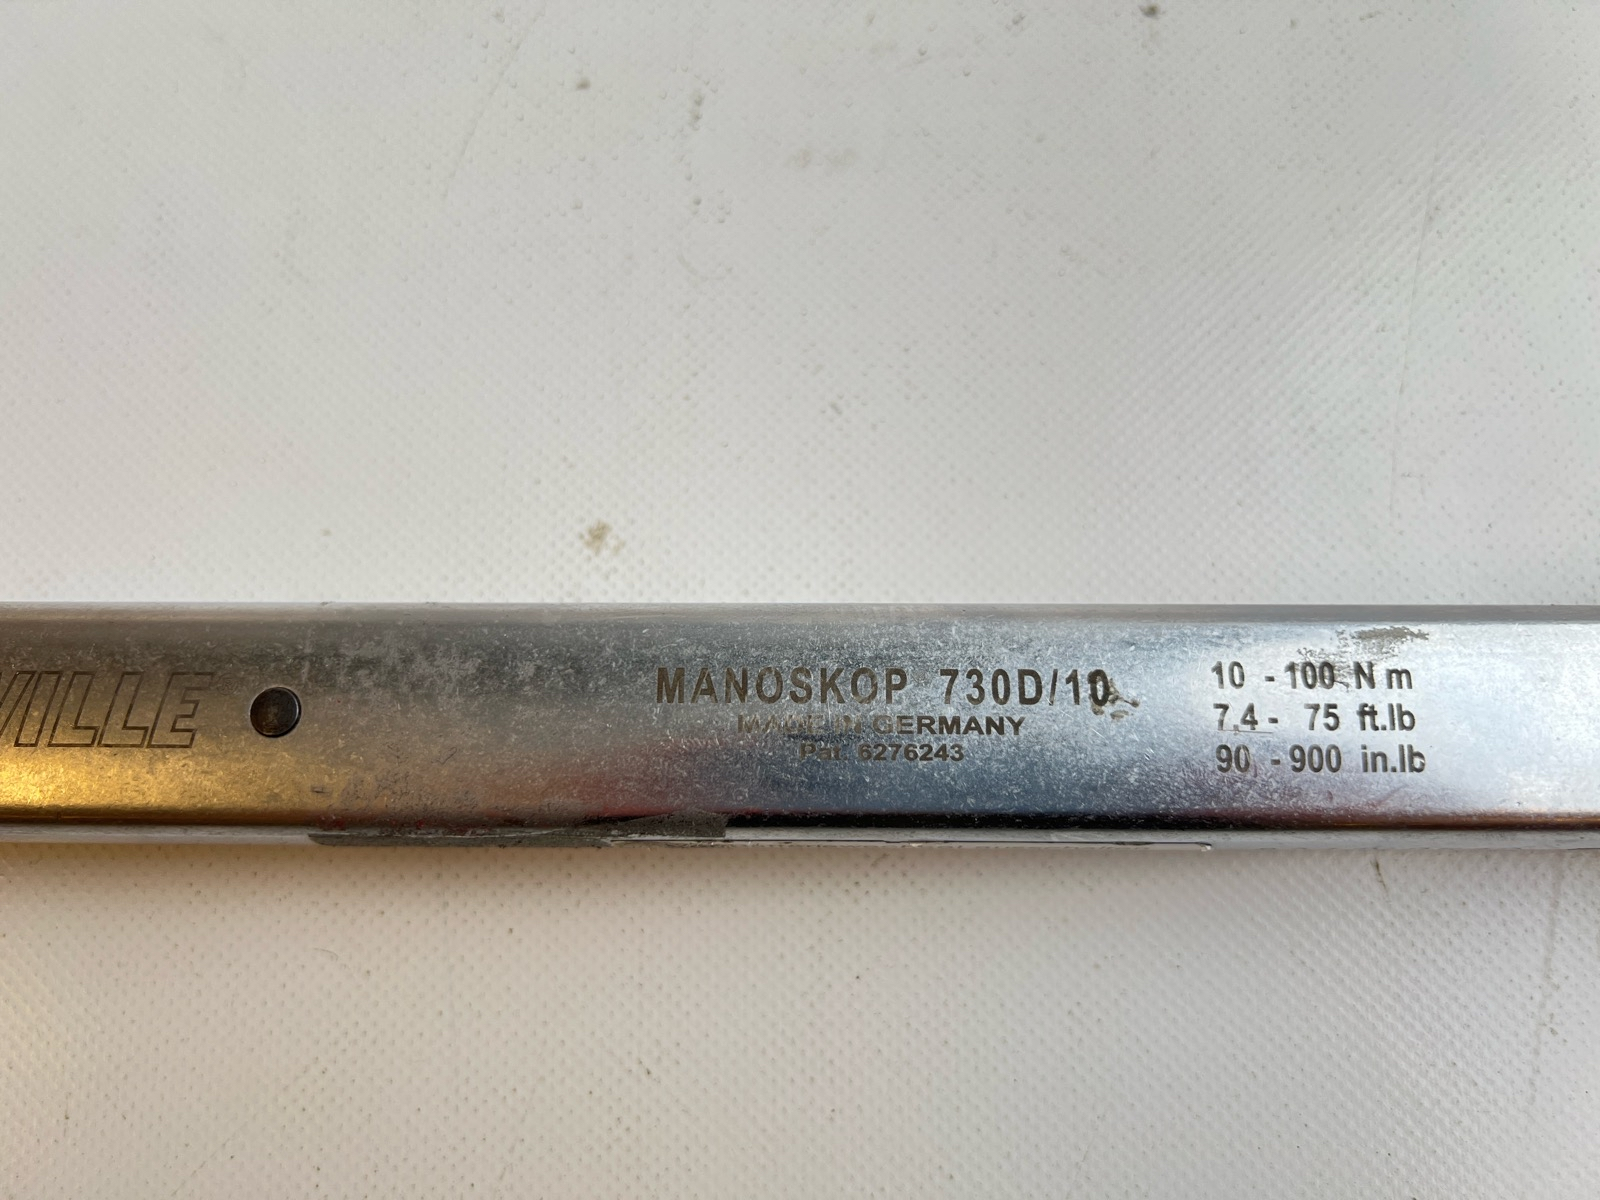 VILLE
MANOSKOP 730D/10
MADE IN GERMANY
Pat. 6276243
10 - 100 N m
7,4 - 75 ft.lb
90 - 900 in.lb